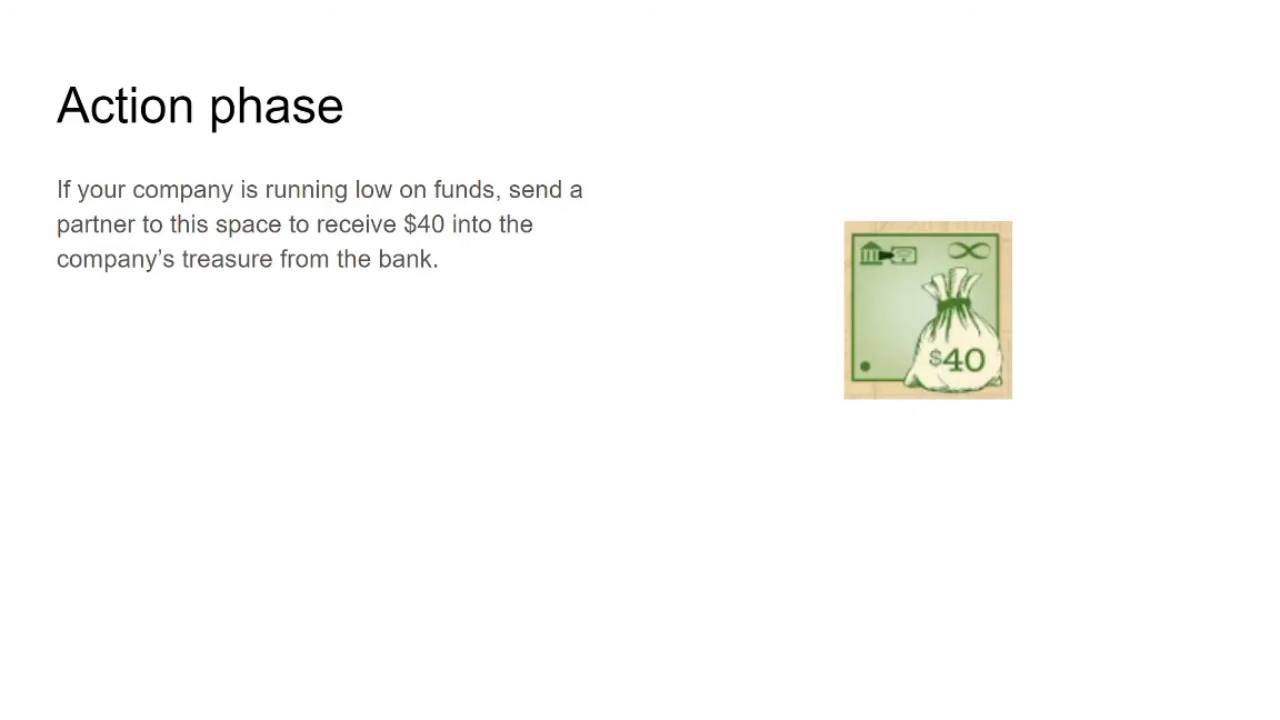 Action phase
If your company is running low on funds, send a
partner to this space to receive $40 into the
company’s treasure from the bank.
$40